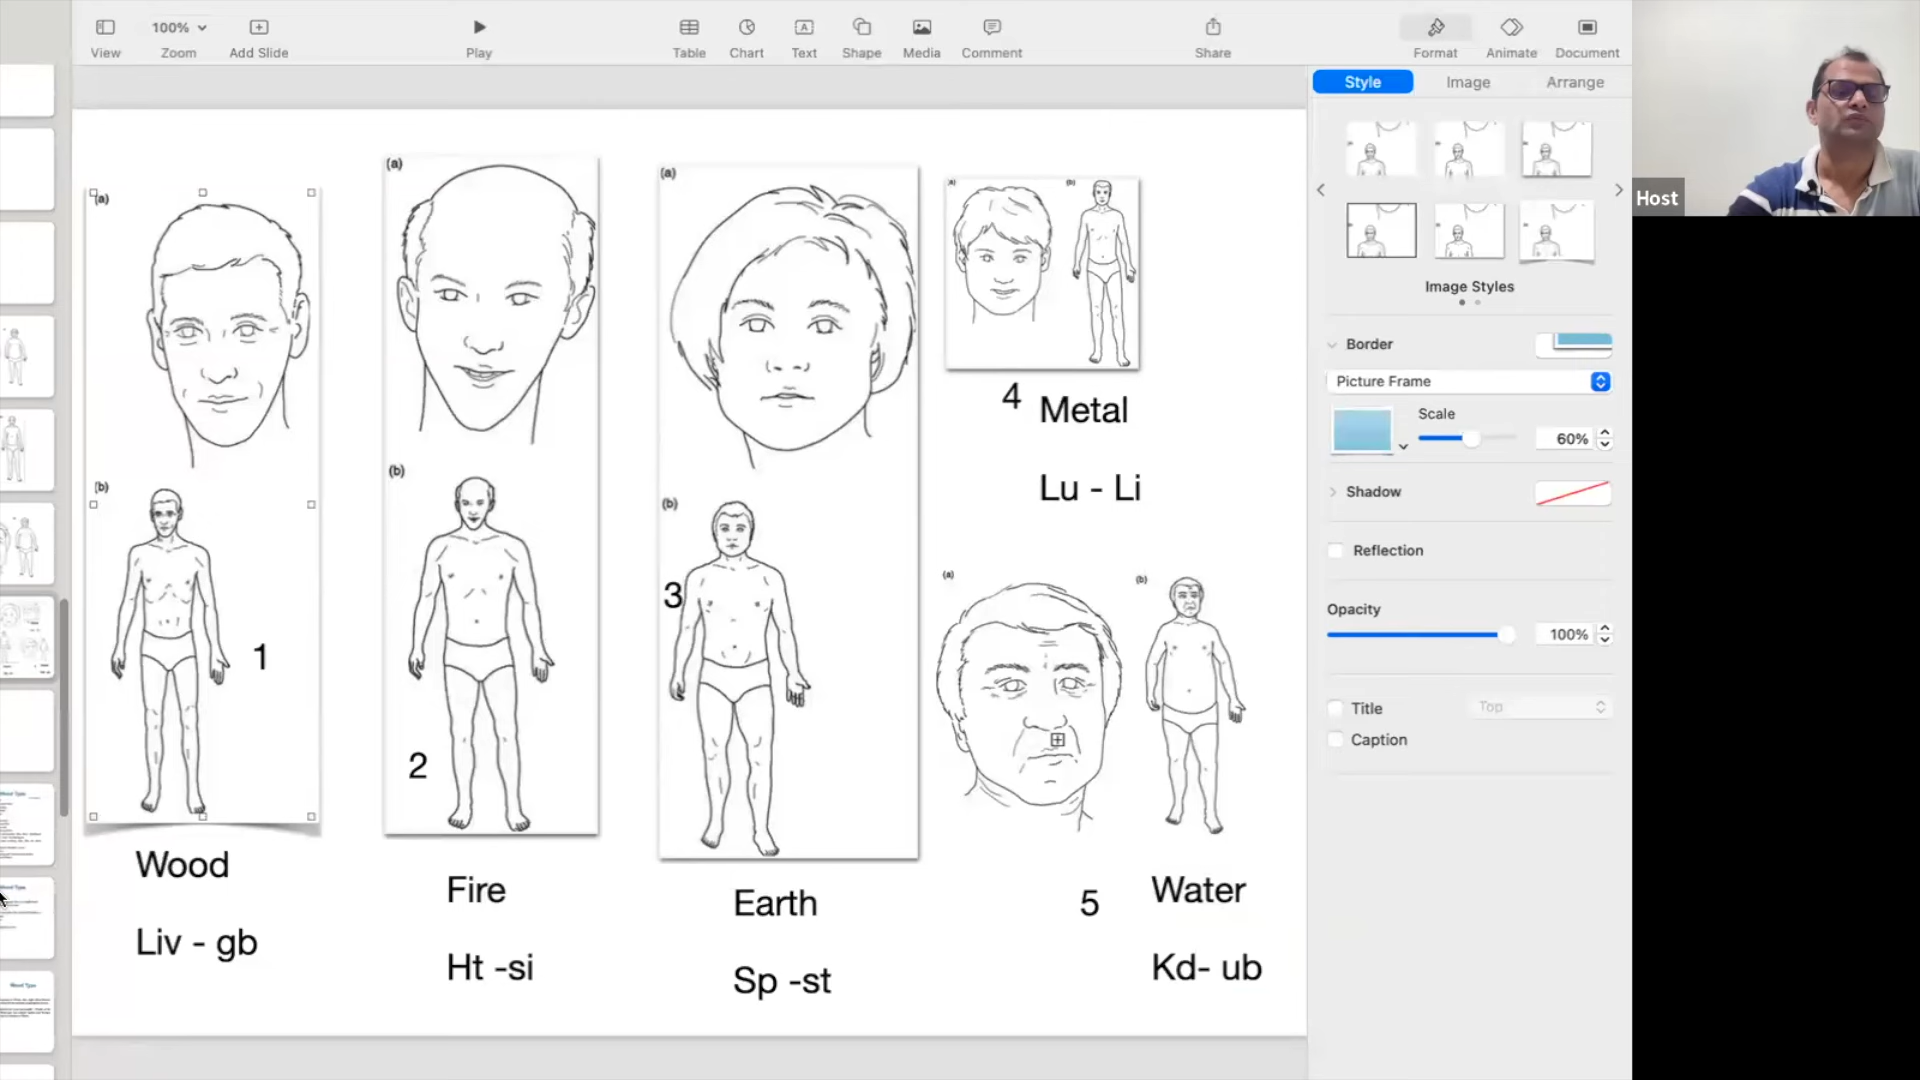 100%
View
Zoom
Add Slide
Play
Table
Chart
Text
Shape
Media
Comment
Share
Format
Animate
Document
Style
Image
Arrange
Host
(a)
(b)
1
Wood
Liv - gb
(a)
(b)
2
Fire
Ht -si
(a)
(b)
3
Earth
Sp -st
(a)
(b)
4
Metal
Lu - Li
(a)
(b)
5
Water
Kd- ub
Image Styles
Border
Picture Frame
Scale
60%
Shadow
Reflection
Opacity
100%
Title
Top
Caption